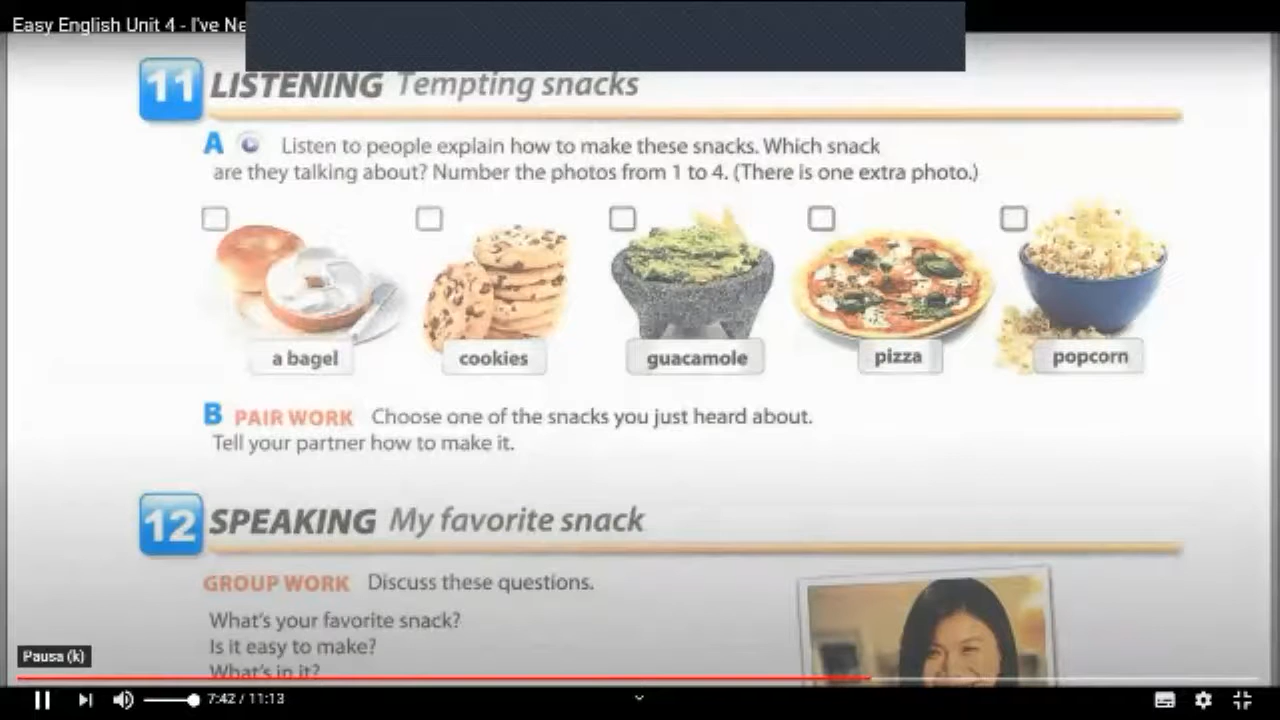 Easy English Unit 4 - I've Ne
11 LISTENING Tempting snacks
A Listen to people explain how to make these snacks. Which snack
are they talking about? Number the photos from 1 to 4. (There is one extra photo.)
a bagel
cookies
guacamole
pizza
popcorn
B PAIR WORK Choose one of the snacks you just heard about.
Tell your partner how to make it.
12 SPEAKING My favorite snack
GROUP WORK Discuss these questions.
What's your favorite snack?
Is it easy to make?
What's in it?
Pausa (k)
7:42 / 11:13